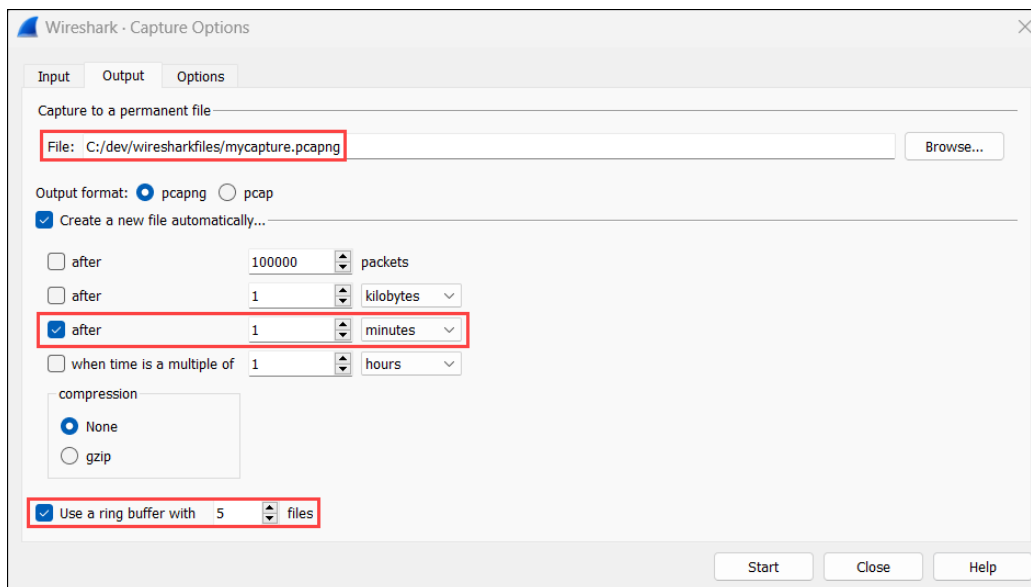 Wireshark · Capture Options
Input Output Options
Capture to a permanent file
File: C:/dev/wiresharkfiles/mycapture.pcapng Browse...
Output format: pcapng pcap
Create a new file automatically...
after 100000 packets
after 1 kilobytes
after 1 minutes
when time is a multiple of 1 hours
compression
None
gzip
Use a ring buffer with 5 files
Start Close Help